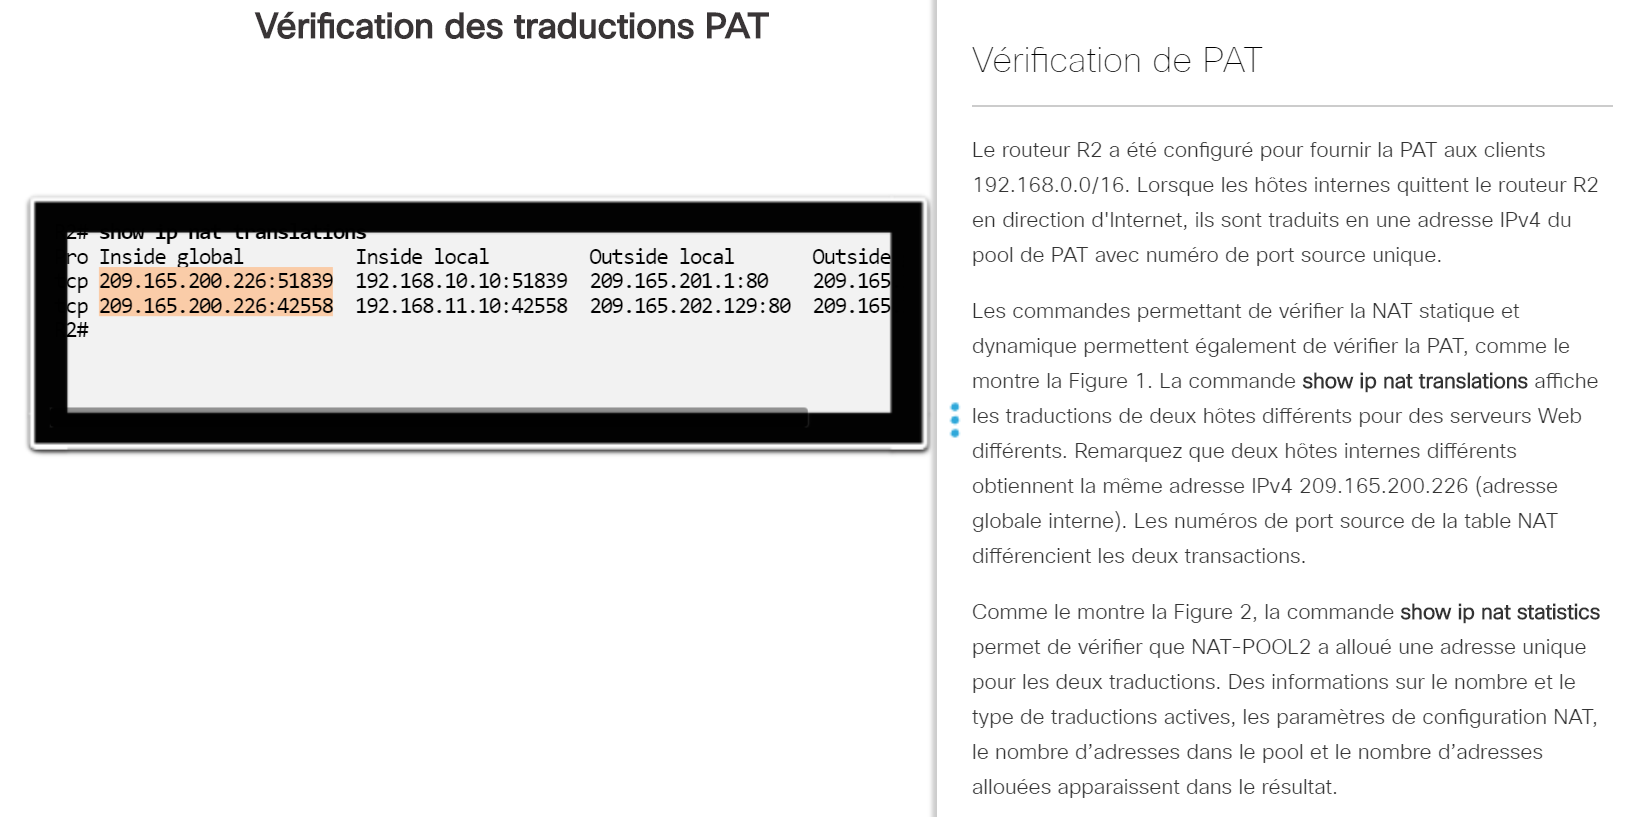 Vérification des traductions PAT
2# show ip nat translations
ro Inside global Inside local Outside local Outside
cp 209.165.200.226:51839 192.168.10.10:51839 209.165.201.1:80 209.165
cp 209.165.200.226:42558 192.168.11.10:42558 209.165.202.129:80 209.165
2#
Vérification de PAT
Le routeur R2 a été configuré pour fournir la PAT aux clients
192.168.0.0/16. Lorsque les hôtes internes quittent le routeur R2
en direction d'Internet, ils sont traduits en une adresse IPv4 du
pool de PAT avec numéro de port source unique.
Les commandes permettant de vérifier la NAT statique et
dynamique permettent également de vérifier la PAT, comme le
montre la Figure 1. La commande show ip nat translations affiche
les traductions de deux hôtes différents pour des serveurs Web
différents. Remarquez que deux hôtes internes différents
obtiennent la même adresse IPv4 209.165.200.226 (adresse
globale interne). Les numéros de port source de la table NAT
différencient les deux transactions.
Comme le montre la Figure 2, la commande show ip nat statistics
permet de vérifier que NAT-POOL2 a alloué une adresse unique
pour les deux traductions. Des informations sur le nombre et le
type de traductions actives, les paramètres de configuration NAT,
le nombre d’adresses dans le pool et le nombre d’adresses
allouées apparaissent dans le résultat.